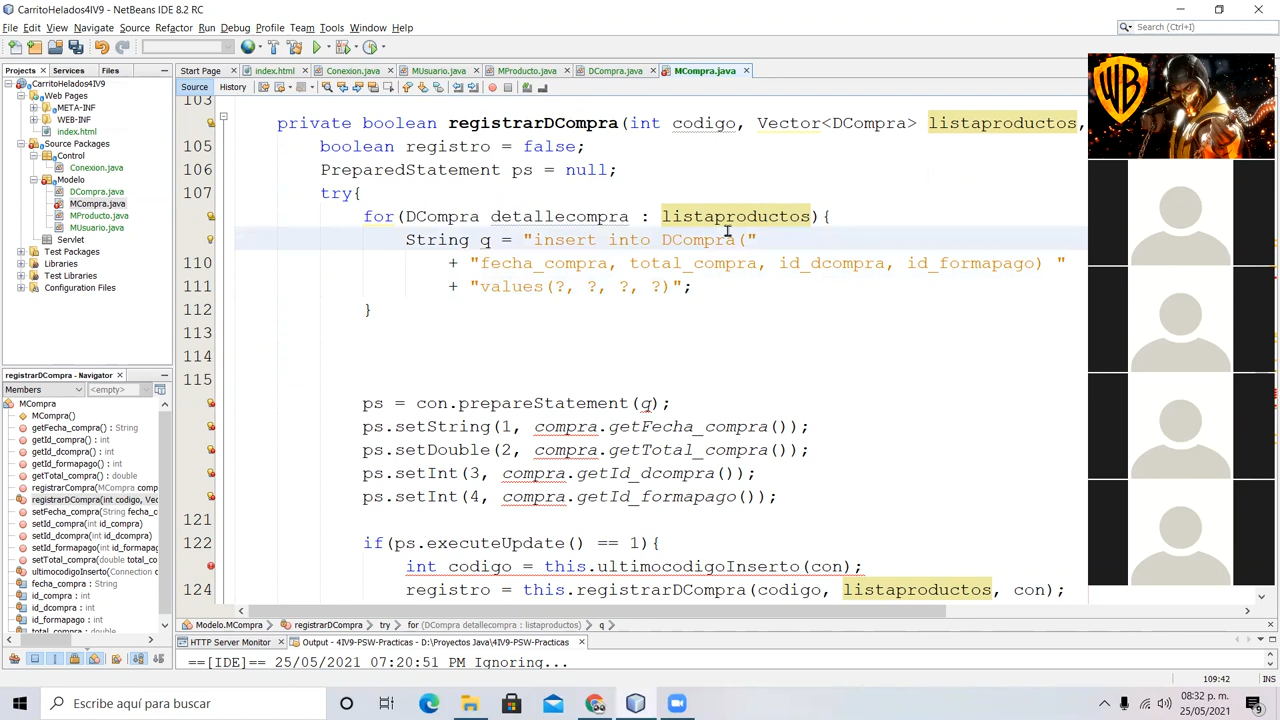 CarritoHelados4IV9 - NetBeans IDE 8.2 RC
File Edit View Navigate Source Refactor Run Debug Profile Team Tools Window Help
Search (Ctrl+I)
Projects Services Files
Start Page index.html Conexion.java MUsuario.java MProducto.java DCompra.java MCompra.java
Source History
CarritoHelados4IV9
Web Pages
META-INF
WEB-INF
index.html
Source Packages
Control
Conexion.java
Modelo
DCompra.java
MCompra.java
MProducto.java
MUsuario.java
Servlet
Test Packages
Libraries
Test Libraries
Configuration Files
registrarDCompra - Navigator
Members <empty>
MCompra
MCompra()
getFecha_compra() : String
getId_compra() : int
getId_dcompra() : int
getId_formapago() : int
getTotal_compra() : double
registrarCompra(MCompra
registrarDCompra(int codigo, Vec
setFecha_compra(String fecha_c
setId_compra(int id_compra)
setId_dcompra(int id_dcompra)
setId_formapago(int id_formapag
setTotal_compra(double total_co
ultimocodigoInserto(Connection c
fecha_compra : String
id_compra : int
id_dcompra : int
id_formapago : int
total_compra : double
103
private boolean registrarDCompra(int codigo, Vector<DCompra> listaproductos,
105 boolean registro = false;
106 PreparedStatement ps = null;
107 try{
for(DCompra detallecompra : listaproductos){
String q = "insert into DCompra("
110 + "fecha_compra, total_compra, id_dcompra, id_formapago) "
111 + "values(?, ?, ?, ?)";
112 }
113
114
115
ps = con.prepareStatement(q);
ps.setString(1, compra.getFecha_compra());
ps.setDouble(2, compra.getTotal_compra());
ps.setInt(3, compra.getId_dcompra());
ps.setInt(4, compra.getId_formapago());
121
122 if(ps.executeUpdate() == 1){
int codigo = this.ultimocodigoInserto(con);
124 registro = this.registrarDCompra(codigo, listaproductos, con);
Modelo.MCompra registrarDCompra try for (DCompra detallecompra : listaproductos) q
HTTP Server Monitor Output - 4IV9-PSW-Practicas - D:\Proyectos Java\4IV9-PSW-Practicas
==[IDE]== 25/05/2021 07:20:51 PM Ignoring...
109:42 INS
Escribe aquí para buscar
08:32 p. m.
25/05/2021
9
WB